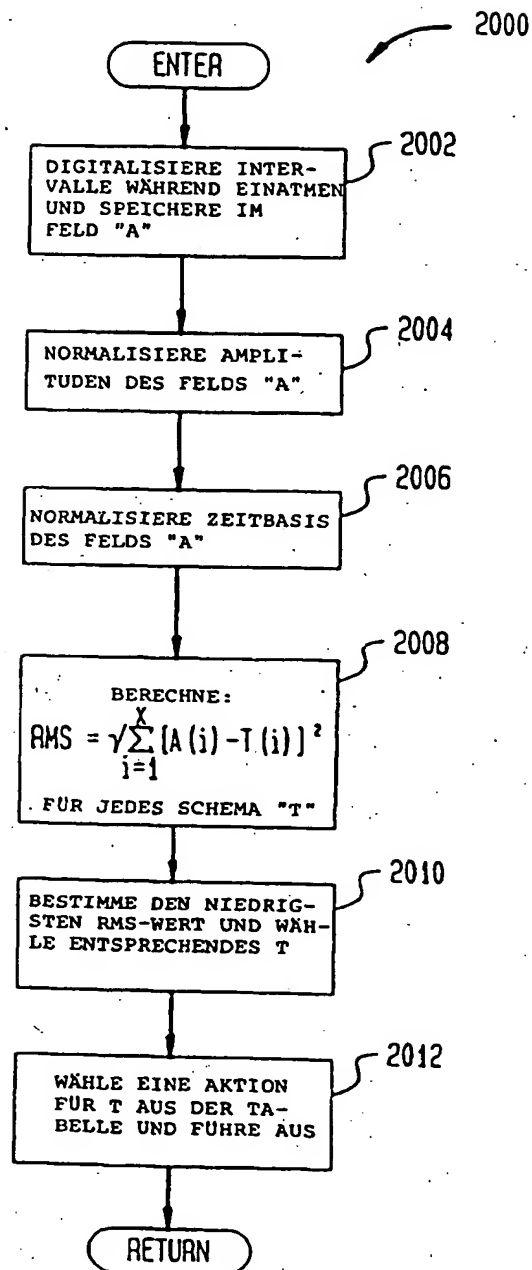 2000
ENTER
2002
DIGITALISIERE INTER-
VALLE WÄHREND EINATMEN
UND SPEICHERE IM
FELD "A"
2004
NORMALISIERE AMPLI-
TUDEN DES FELDS "A"
2006
NORMALISIERE ZEITBASIS
DES FELDS "A"
2008
BERECHNE:
RMS = √∑_{i=1}^{X} [A(i)-T(i)]²
FÜR JEDES SCHEMA "T"
2010
BESTIMME DEN NIEDRIG-
STEN RMS-WERT UND WÄH-
LE ENTSPRECHENDES T
2012
WÄHLE EINE AKTION
FÜR T AUS DER TA-
BELLE UND FÜHRE AUS
RETURN